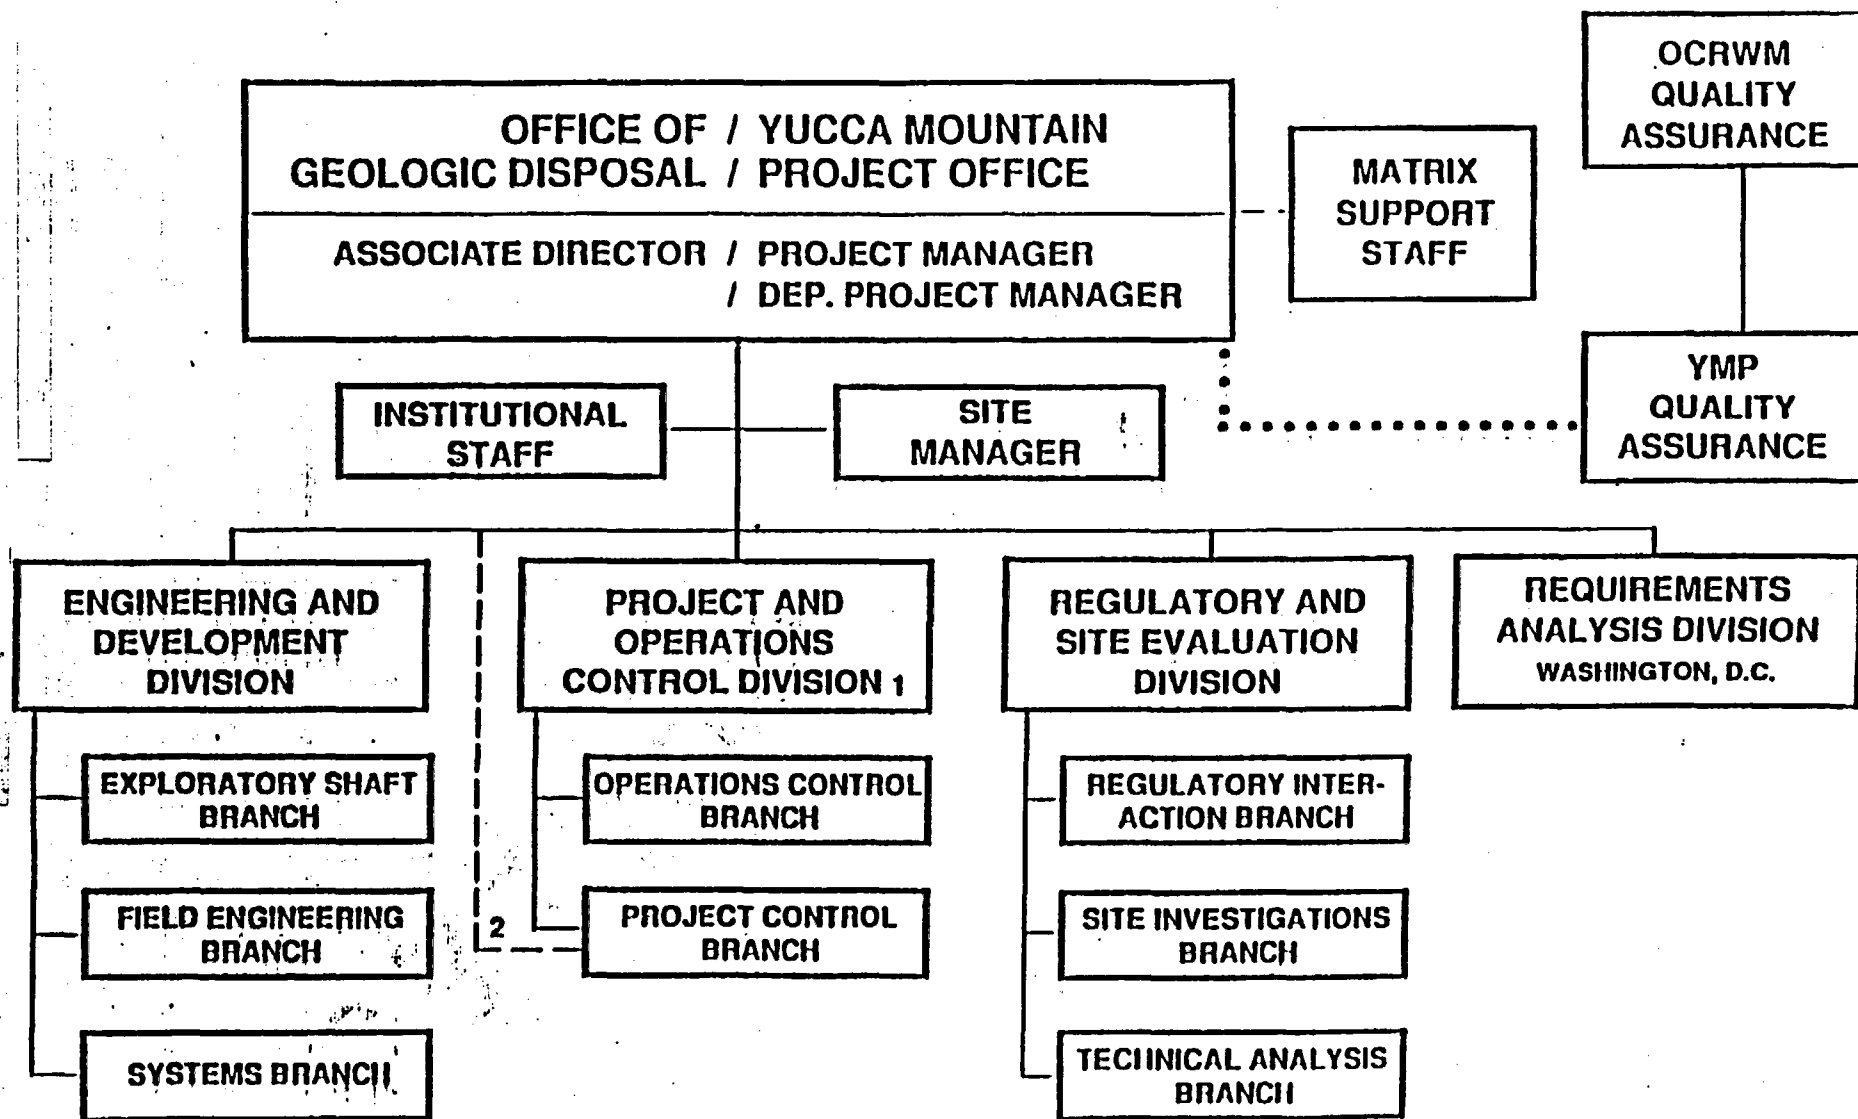 OCRWM
QUALITY
ASSURANCE
OFFICE OF / YUCCA MOUNTAIN
GEOLOGIC DISPOSAL / PROJECT OFFICE
ASSOCIATE DIRECTOR / PROJECT MANAGER
/ DEP. PROJECT MANAGER
MATRIX
SUPPORT
STAFF
YMP
QUALITY
ASSURANCE
INSTITUTIONAL
STAFF
SITE
MANAGER
ENGINEERING AND
DEVELOPMENT
DIVISION
PROJECT AND
OPERATIONS
CONTROL DIVISION 1
REGULATORY AND
SITE EVALUATION
DIVISION
REQUIREMENTS
ANALYSIS DIVISION
WASHINGTON, D.C.
EXPLORATORY SHAFT
BRANCH
FIELD ENGINEERING
BRANCH
SYSTEMS BRANCH
OPERATIONS CONTROL
BRANCH
2
PROJECT CONTROL
BRANCH
REGULATORY INTER-
ACTION BRANCH
SITE INVESTIGATIONS
BRANCH
TECHNICAL ANALYSIS
BRANCH